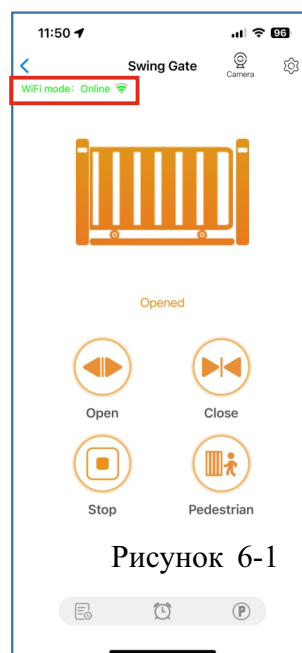 11:50
96
Swing Gate
Camera
WiFi mode: Online
Opened
Open
Close
Stop
Pedestrian
Рисунок 6-1
P